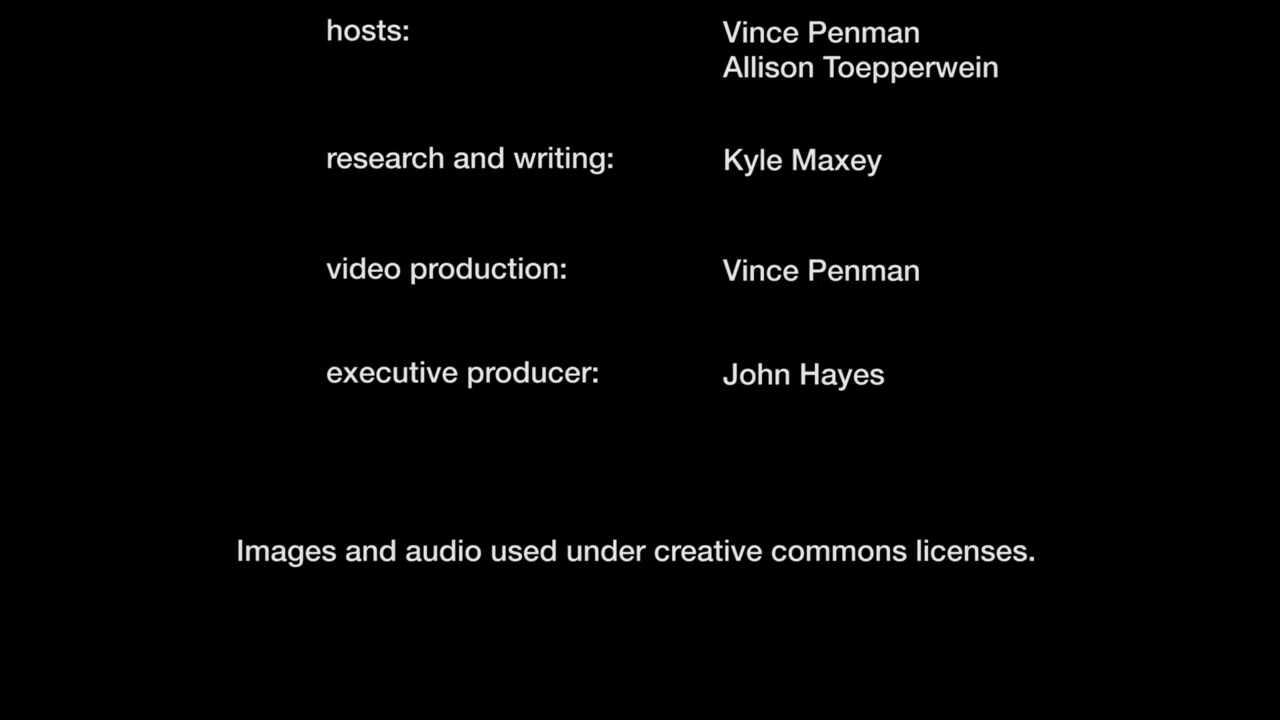 hosts: Vince Penman
Allison Toepperwein
research and writing: Kyle Maxey
video production: Vince Penman
executive producer: John Hayes
Images and audio used under creative commons licenses.